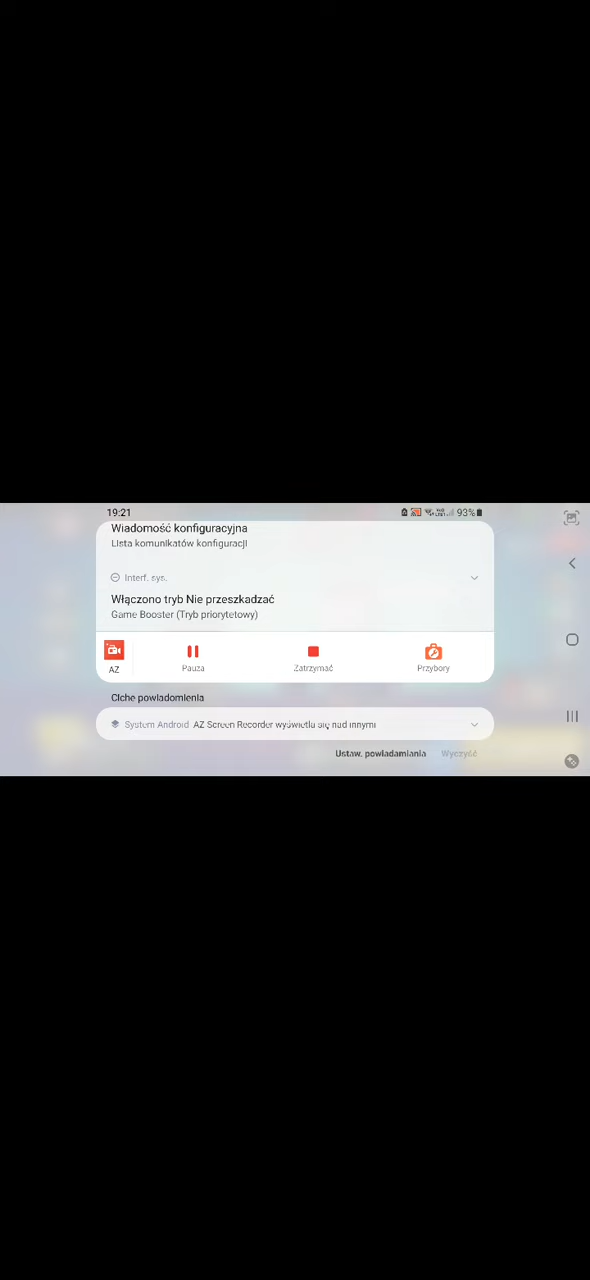 19:21
93%
Wiadomość konfiguracyjna
Lista komunikatów konfiguracji
Interf. sys.
Włączono tryb Nie przeszkadzać
Game Booster (Tryb priorytetowy)
AZ
Pauza
Zatrzymać
Przybory
Ciche powiadomienia
System Android AZ Screen Recorder wyświetla się nad innymi
Ustaw. powiadamiania Wyczyść